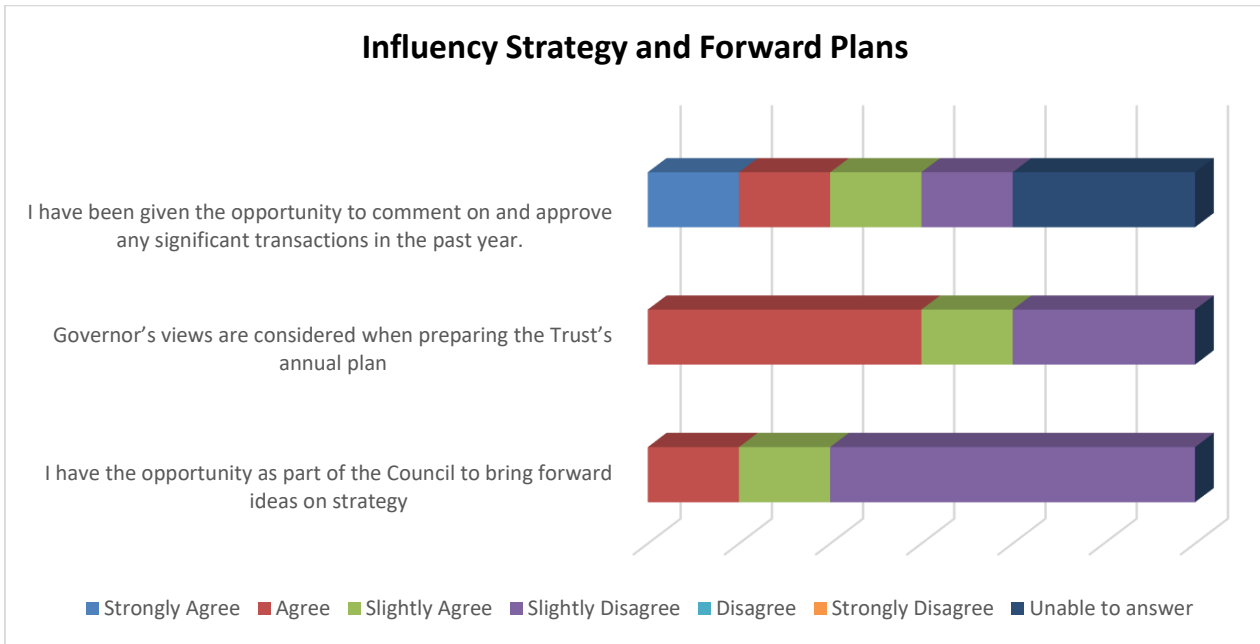 Influency Strategy and Forward Plans
I have been given the opportunity to comment on and approve
any significant transactions in the past year.
Governor’s views are considered when preparing the Trust’s
annual plan
I have the opportunity as part of the Council to bring forward
ideas on strategy
Strongly Agree Agree Slightly Agree Slightly Disagree Disagree Strongly Disagree Unable to answer